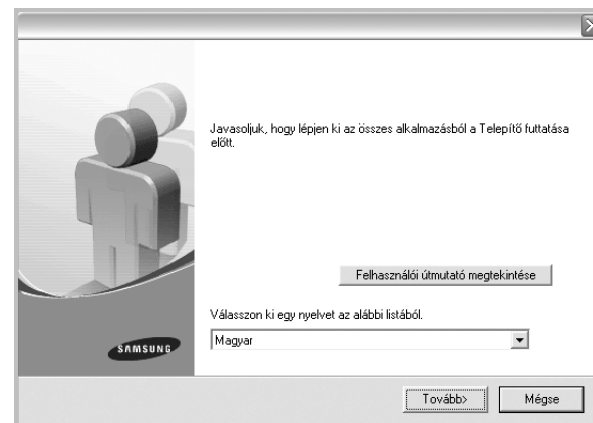 Javasoljuk, hogy lépjen ki az összes alkalmazásból a Telepítő futtatása
előtt.
Felhasználói útmutató megtekintése
Válasszon ki egy nyelvet az alábbi listából.
Magyar
SAMSUNG
Tovább>
Mégse